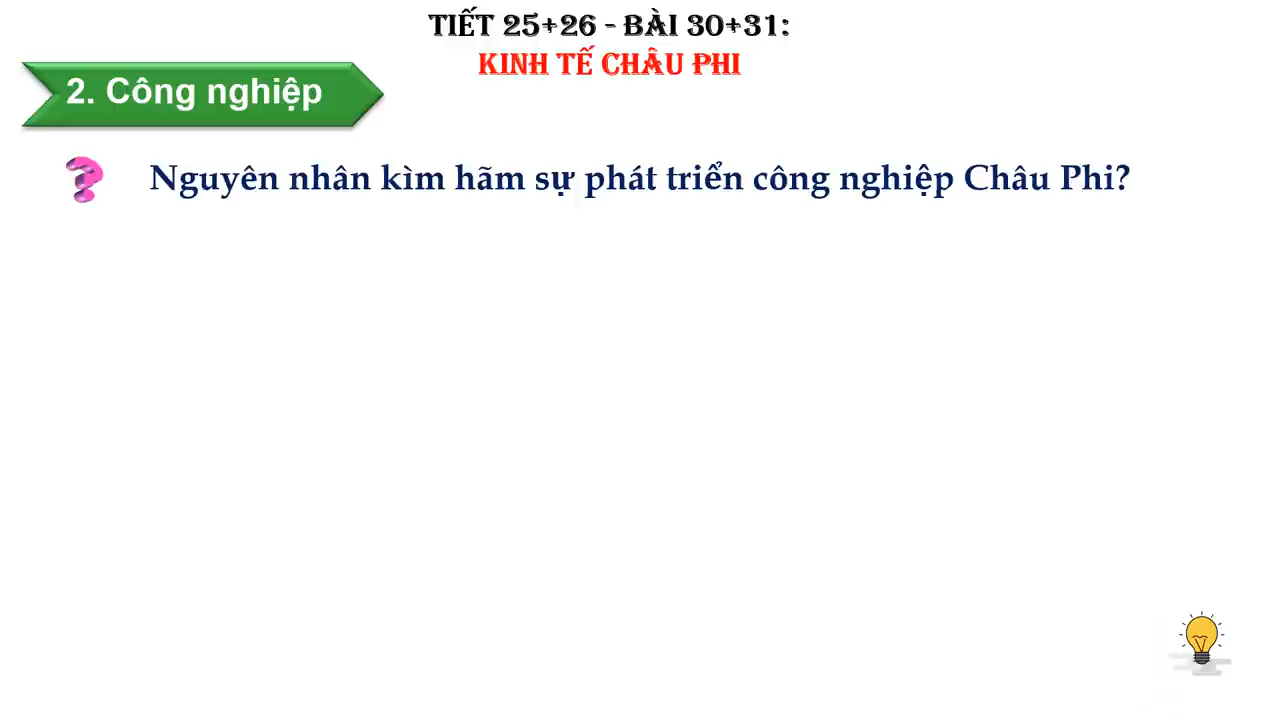 TIẾT 25+26 - BÀI 30+31:
KINH TẾ CHÂU PHI
2. Công nghiệp
? Nguyên nhân kìm hãm sự phát triển công nghiệp Châu Phi?